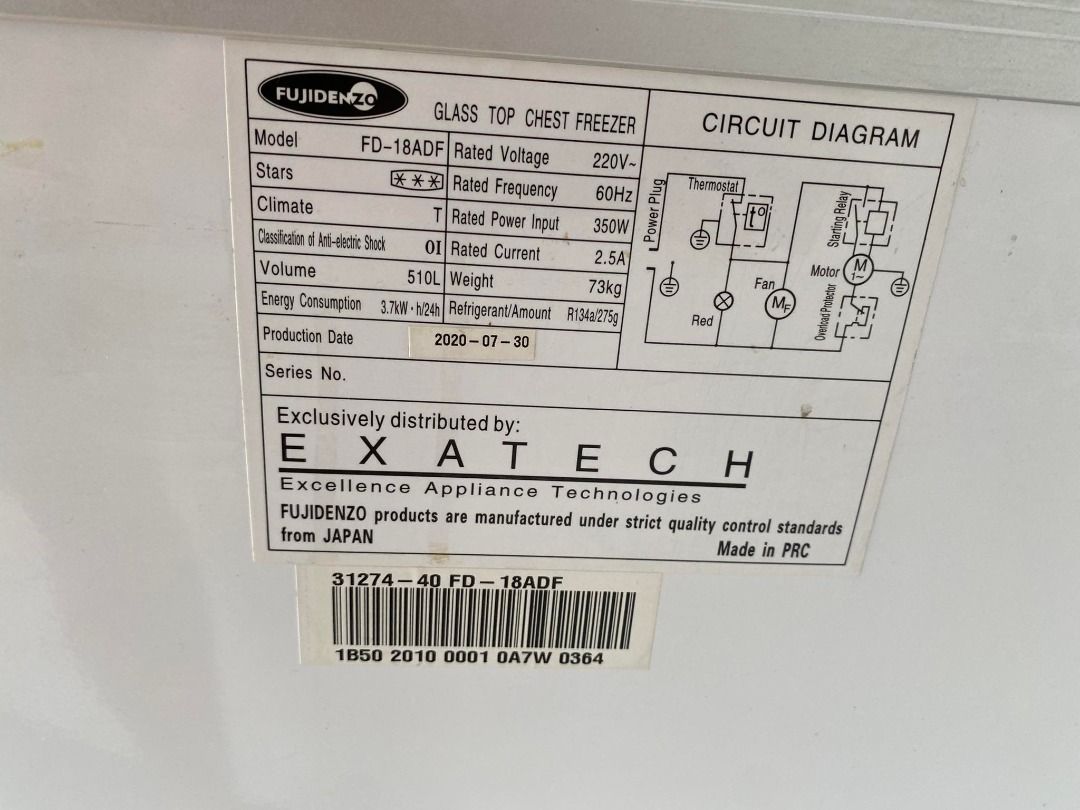 FUJIDENZO
GLASS TOP CHEST FREEZER
Model FD-18ADF
Stars ***
Climate T
Classification of Anti-electric Shock 0I
Volume 510L
Energy Consumption 3.7kW·h/24h
Rated Voltage 220V~
Rated Frequency 60Hz
Rated Power Input 350W
Rated Current 2.5A
Weight 73kg
Refrigerant/Amount R134a/275g
Production Date 2020-07-30
Series No.
CIRCUIT DIAGRAM
Power Plug
Thermostat
t°
Red
Fan
MF
Starting Relay
Motor
M
1~
Overload Protector
Exclusively distributed by:
EXATECH
Excellence Appliance Technologies
FUJIDENZO products are manufactured under strict quality control standards
from JAPAN
Made in PRC
31274-40 FD-18ADF
1B50 2010 0001 0A7W 0364